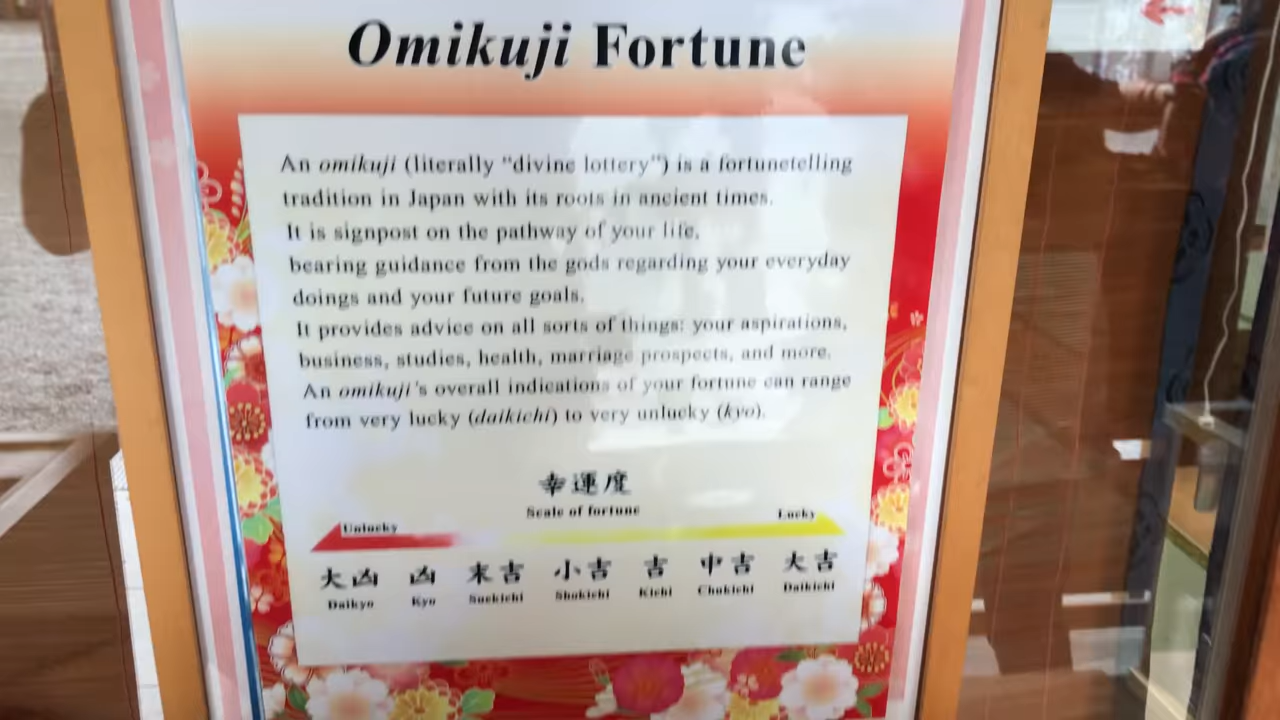 Omikuji Fortune
An omikuji (literally "divine lottery") is a fortunetelling
tradition in Japan with its roots in ancient times.
It is signpost on the pathway of your life,
bearing guidance from the gods regarding your everyday
doings and your future goals.
It provides advice on all sorts of things: your aspirations,
business, studies, health, marriage prospects, and more.
An omikuji's overall indications of your fortune can range
from very lucky (daikichi) to very unlucky (kyo).
幸運度
Scale of fortune
Unlucky Lucky
大凶 凶 末吉 小吉 吉 中吉 大吉
Daikyo Kyo Suekichi Shokichi Kichi Chukichi Daikichi